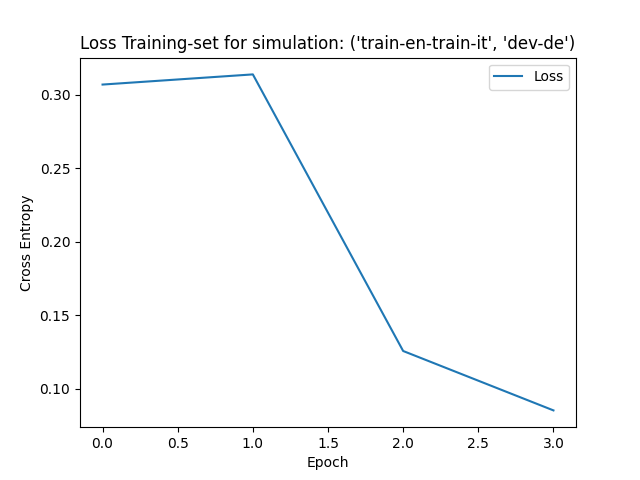 Loss Training-set for simulation: ('train-en-train-it', 'dev-de')
Loss
0.30
0.25
0.20
0.15
0.10
Cross Entropy
0.0 0.5 1.0 1.5 2.0 2.5 3.0
Epoch